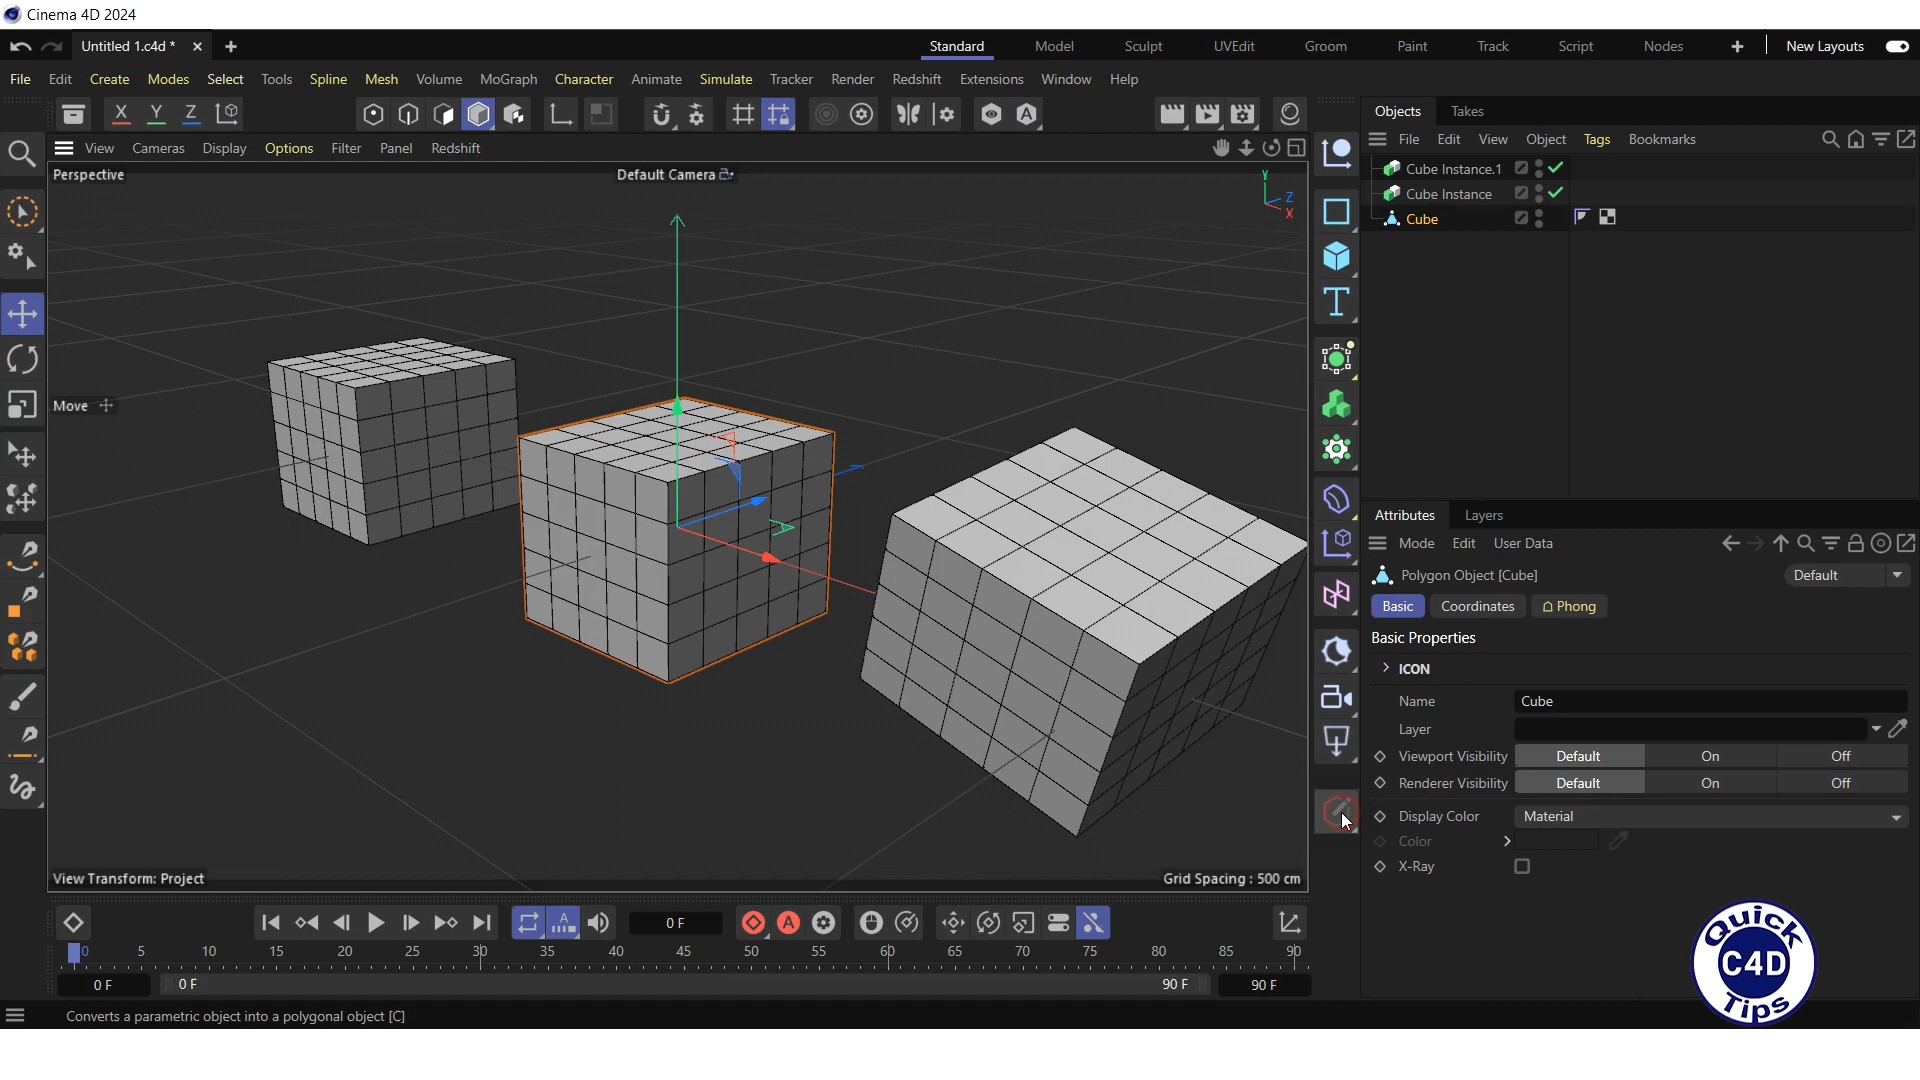 Cinema 4D 2024
Untitled 1.c4d *
Standard Model Sculpt UVEdit Groom Paint Track Script Nodes New Layouts
File Edit Create Modes Select Tools Spline Mesh Volume MoGraph Character Animate Simulate Tracker Render Redshift Extensions Window Help
X Y Z
Objects Takes
View Cameras Display Options Filter Panel Redshift
File Edit View Object Tags Bookmarks
Perspective
Default Camera
Y
Z
X
Cube Instance.1
Cube Instance
Cube
Move
Attributes Layers
Mode Edit User Data
Polygon Object [Cube]
Default
Basic Coordinates Phong
Basic Properties
ICON
Name Cube
Layer
Viewport Visibility Default On Off
Renderer Visibility Default On Off
Display Color Material
Color
X-Ray
View Transform: Project
Grid Spacing : 500 cm
0 F
0 5 10 15 20 25 30 35 40 45 50 55 60 65 70 75 80 85 90
0 F 0 F 90 F 90 F
Converts a parametric object into a polygonal object [C]
Quick
C4D
Tips